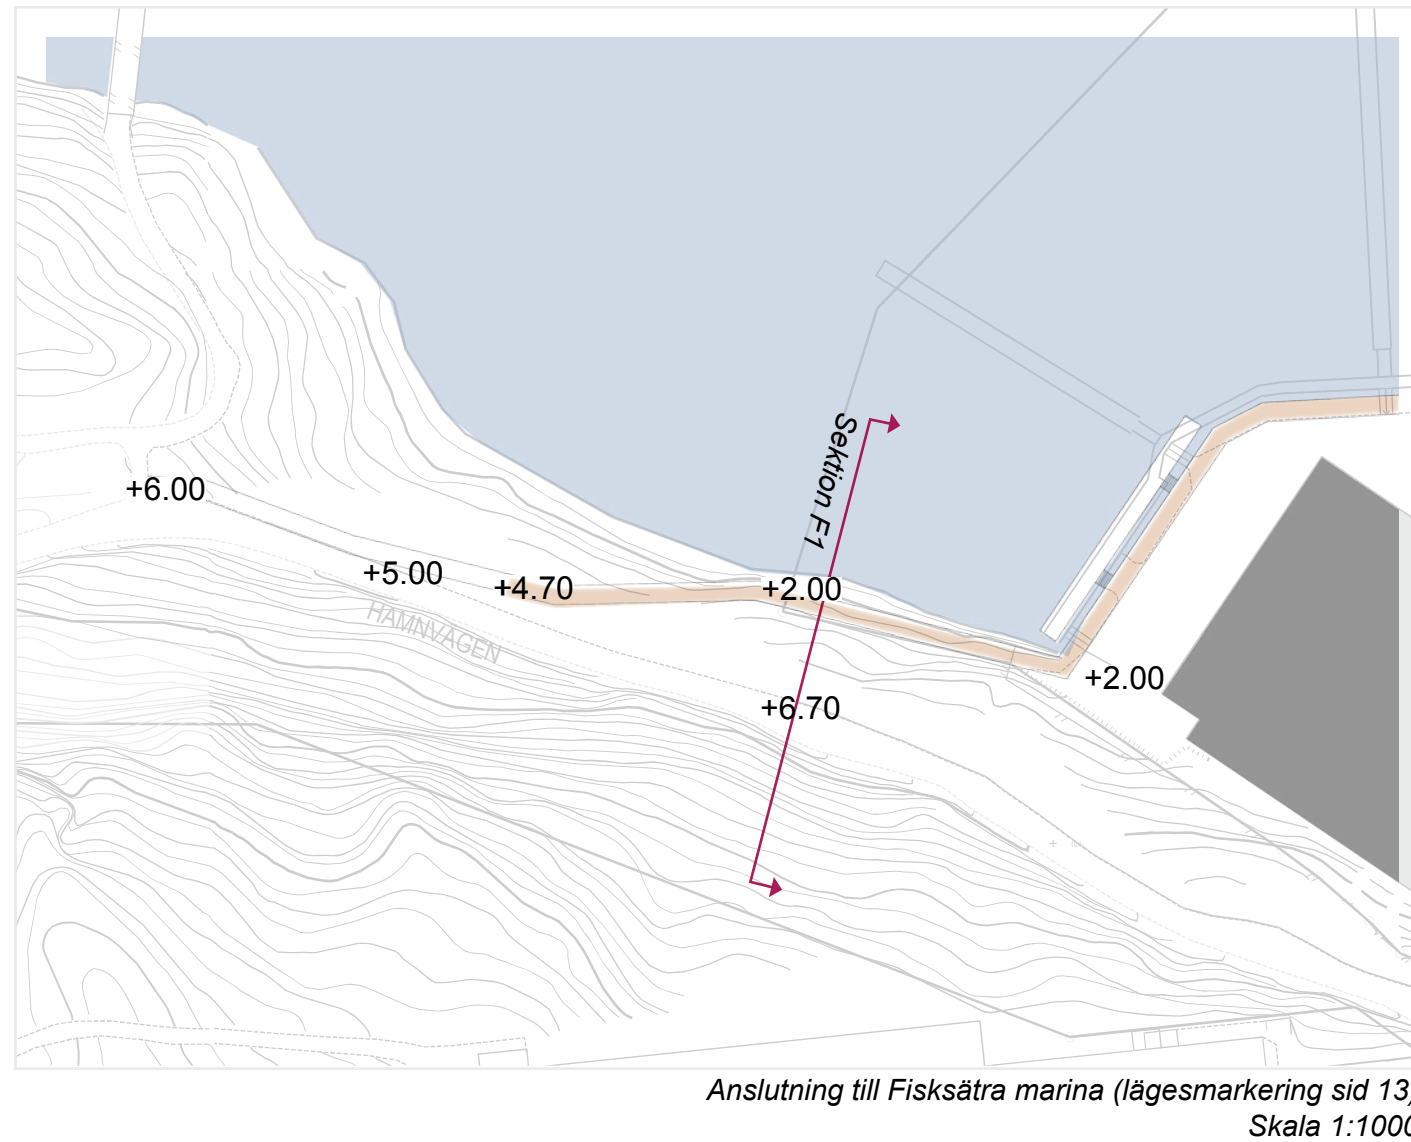 Sektion F1
+6.00
+5.00
+4.70
+2.00
HAMNVÄGEN
+2.00
+6.70
Anslutning till Fisksätra marina (lägesmarkering sid 13)
Skala 1:1000